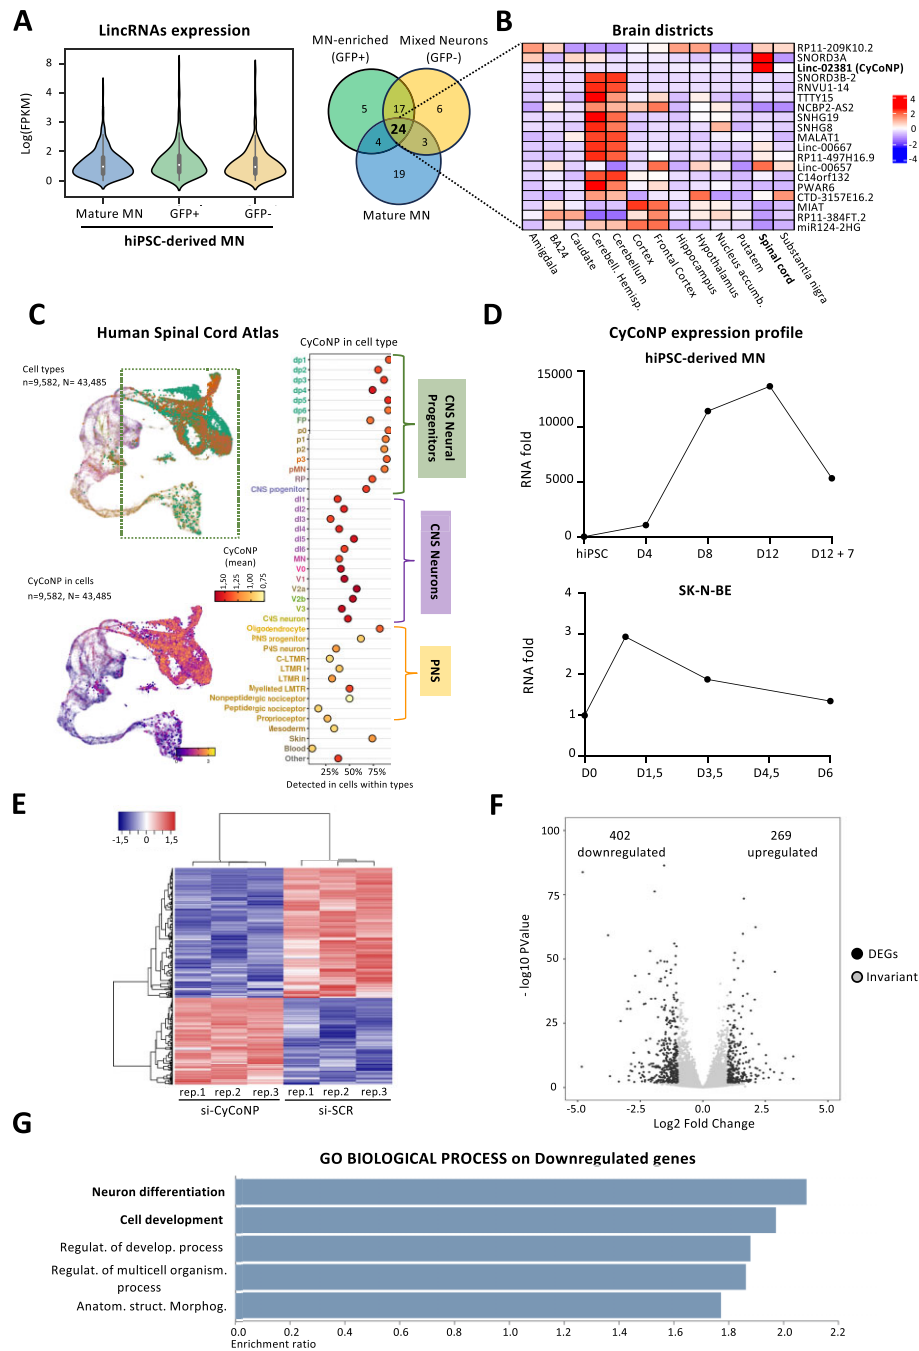 A
LincRNAs expression
Log(FPKM)
8
4
3
2
1
0
Mature MN
GFP+
GFP-
hiPSC-derived MN
MN-enriched
(GFP+)
Mixed Neurons
(GFP-)
5
17
6
24
4
3
19
Mature MN
B
Brain districts
RP11-209K10.2
SNORD3A
Linc-02381 (CyCoNP)
SNORD3B-2
RNVU1-14
TTTY15
NCBP2-AS2
SNHG19
SNHG8
MALAT1
Linc-00667
RP11-497H16.9
Linc-00657
C14orf132
PWAR6
CTD-3157E16.2
MIAT
RP11-384FT.2
miR124-2HG
4
2
0
-2
-4
Amigdala
BA24
Caudate
Cerebell. Hemisp.
Cerebellum
Cortex
Frontal Cortex
Hippocampus
Hypothalamus
Nucleus accumb.
Putatem
Spinal cord
Substantia nigra
C
Human Spinal Cord Atlas
Cell types
n=9,582, N= 43,485
CyCoNP
(mean)
1,50
1,25
1,00
0,75
CyCoNP in cells
n=9,582, N= 43,485
CyCoNP in cell type
dp1
dp2
dp3
dp4
dp5
dp6
FP
p0
p1
p2
p3
pMN
RP
CNS progenitor
dI1
dI2
dI3
dI4
dI5
dI6
MN
V0
V1
V2a
V2b
V3
CNS neuron
Oligodendrocyte
PNS progenitor
PNS neuron
C-LTMR
LTMR I
LTMR II
Myelisted LMTR
Nonpeptidergic nociceptor
Peptidergic nociceptor
Proprioceptor
Mesoderm
Skin
Blood
Other
25%
50%
75%
Detected in cells within types
CNS Neural
Progenitors
CNS Neurons
PNS
D
CyCoNP expression profile
hiPSC-derived MN
RNA fold
15000
10000
5000
0
hiPSC
D4
D8
D12
D12 + 7
SK-N-BE
RNA fold
4
3
2
1
0
D0
D1,5
D3,5
D4,5
D6
E
-1,5
0
1,5
rep.1
rep.2
rep.3
rep.1
rep.2
rep.3
si-CyCoNP
si-SCR
F
402
downregulated
269
upregulated
- log10 PValue
100
75
50
25
0
-5.0
-2.5
0.0
2.5
5.0
Log2 Fold Change
DEGs
Invariant
G
GO BIOLOGICAL PROCESS on Downregulated genes
Neuron differentiation
Cell development
Regulat. of develop. process
Regulat. of multicell organism.
process
Anatom. struct. Morphog.
0.0
0.2
0.4
0.6
0.8
1.0
1.2
1.4
1.6
1.8
2.0
2.2
Enrichment ratio